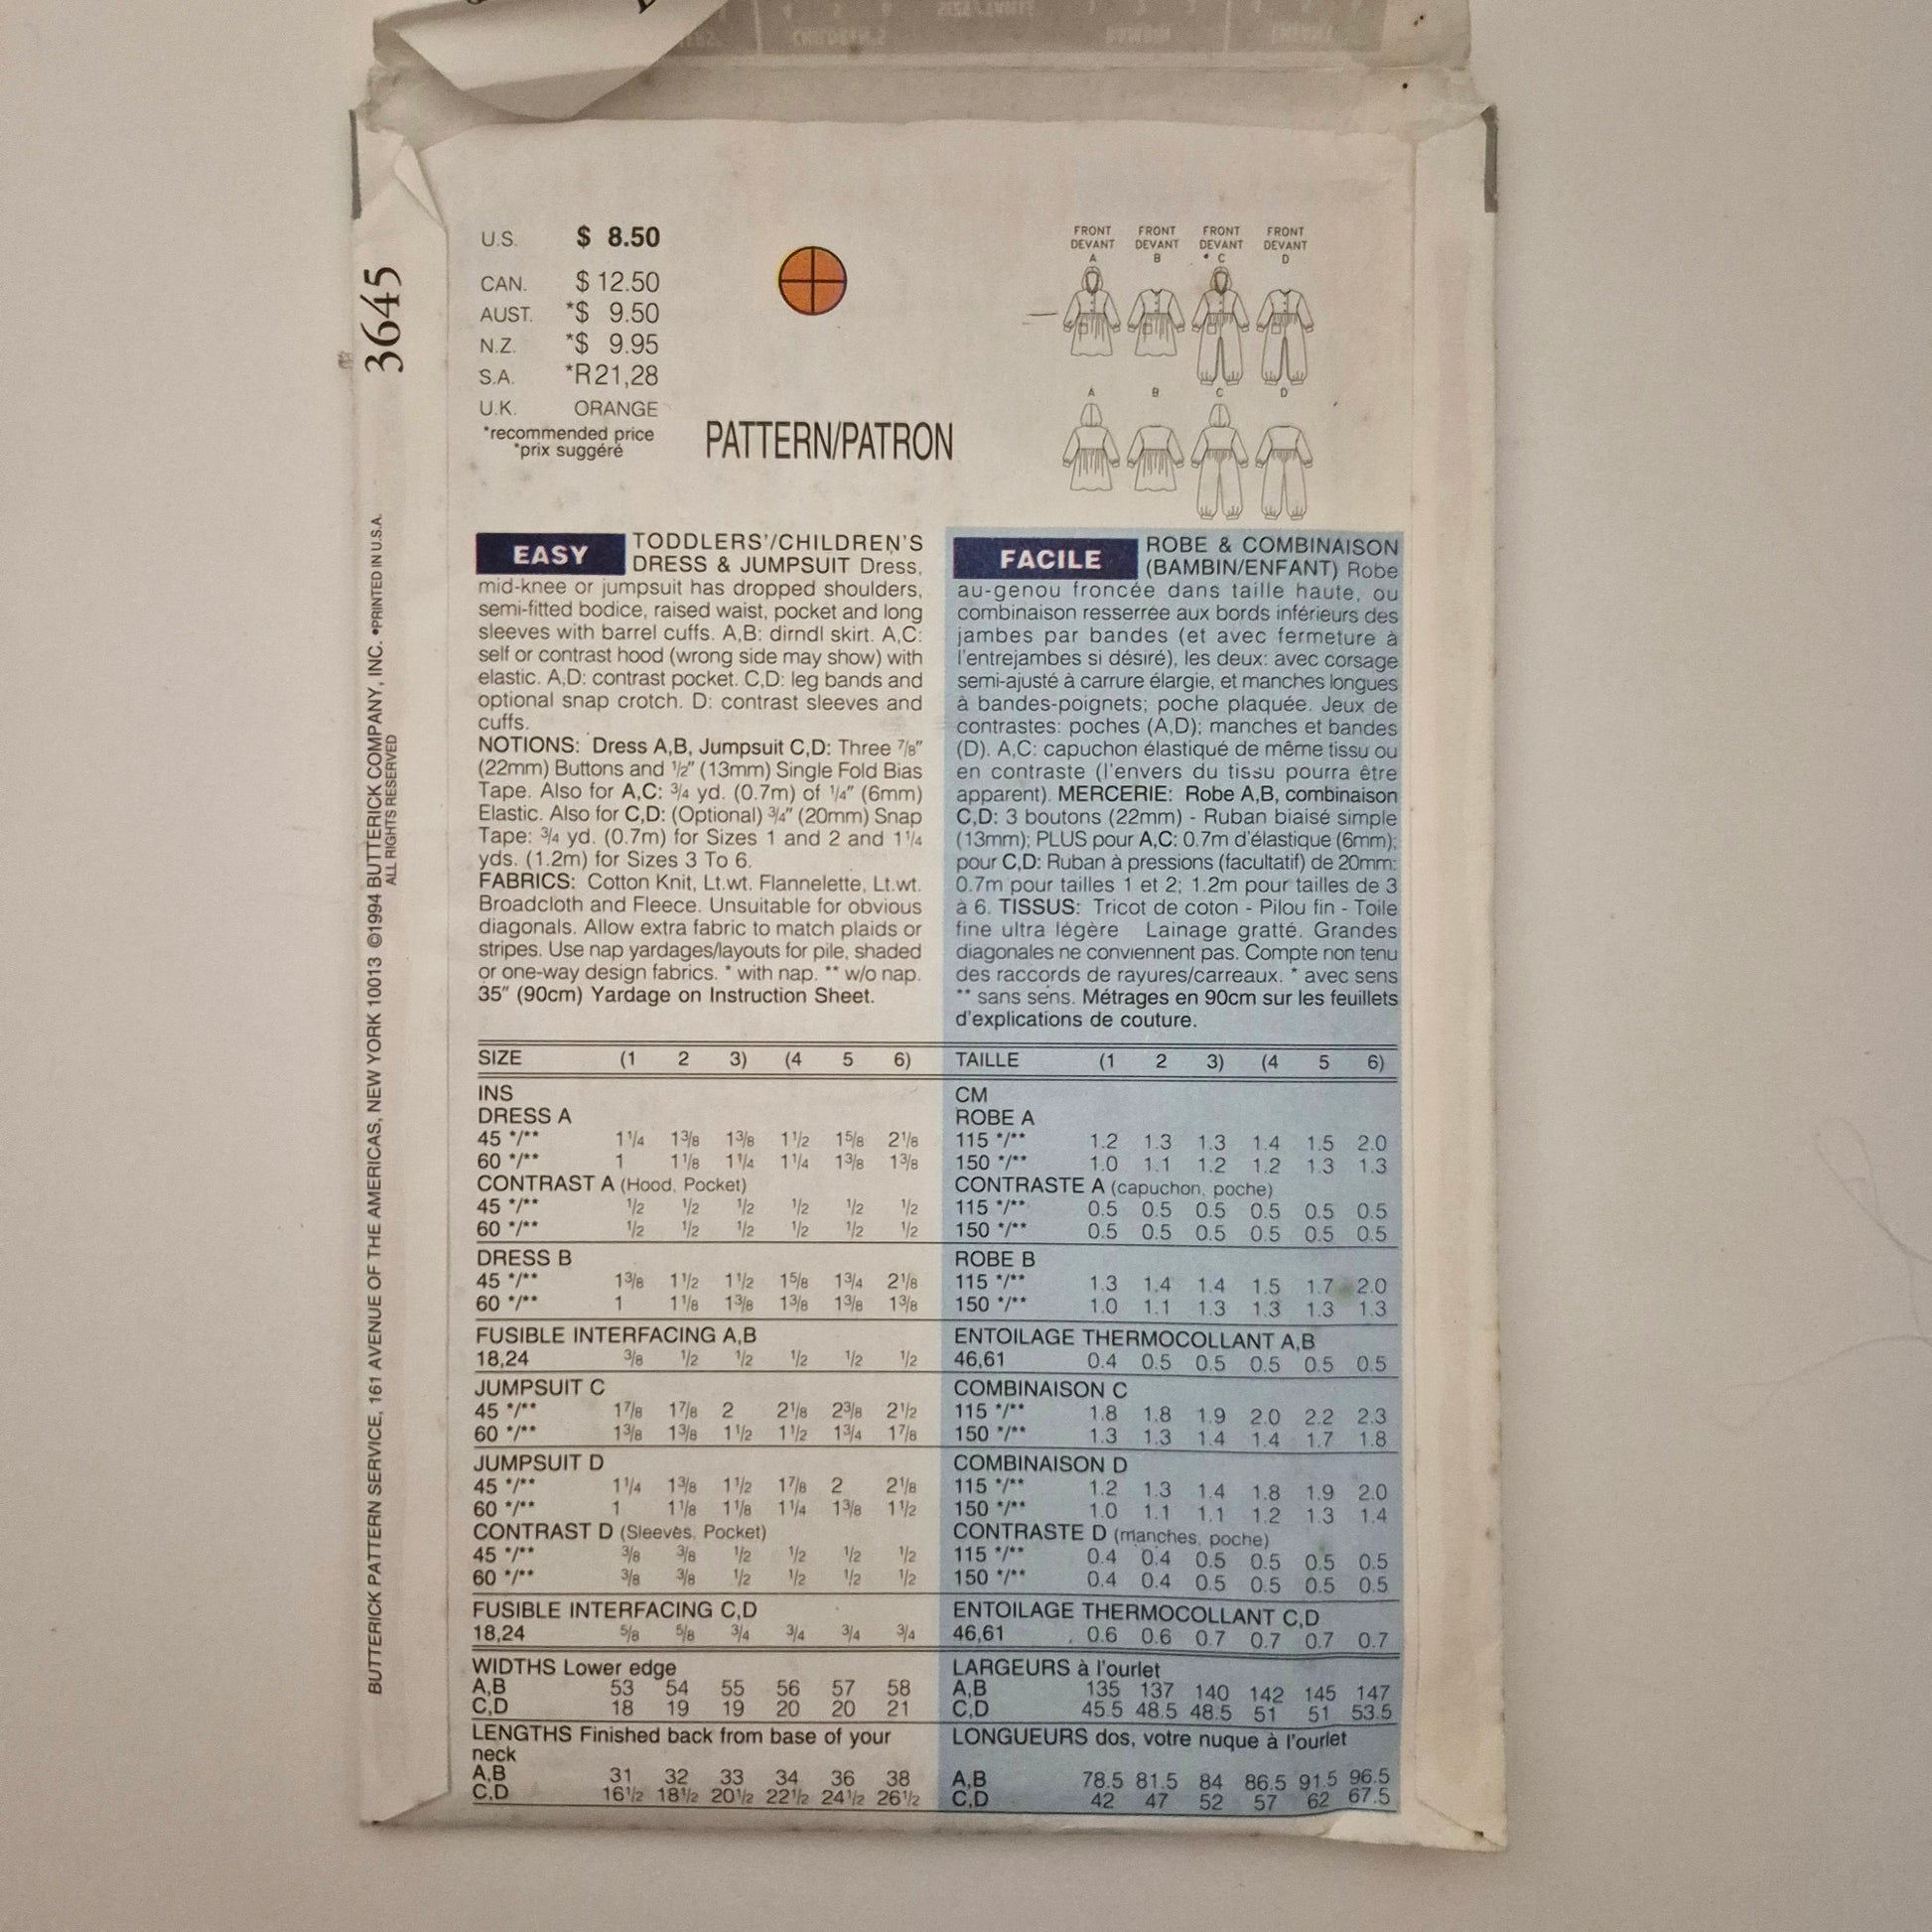 U.S. $ 8.50
CAN. $ 12.50
AUST. *$ 9.50
N.Z. *$ 9.95
S.A. *R21,28
U.K. ORANGE
*recommended price
*prix suggéré
PATTERN/PATRON
FRONT FRONT FRONT FRONT
DEVANT DEVANT DEVANT DEVANT
A B C D
A B C D
3645
BUTTERICK PATTERN SERVICE, 161 AVENUE OF THE AMERICAS, NEW YORK 10013 ©1994 BUTTERICK COMPANY, INC. •PRINTED IN U.S.A.
ALL RIGHTS RESERVED
EASY TODDLERS'/CHILDREN'S
DRESS & JUMPSUIT Dress,
mid-knee or jumpsuit has dropped shoulders,
semi-fitted bodice, raised waist, pocket and long
sleeves with barrel cuffs. A,B: dirndl skirt. A,C:
self or contrast hood (wrong side may show) with
elastic. A,D: contrast pocket. C,D: leg bands and
optional snap crotch. D: contrast sleeves and
cuffs.
NOTIONS: Dress A,B, Jumpsuit C,D: Three 7/8"
(22mm) Buttons and 1/2" (13mm) Single Fold Bias
Tape. Also for A,C: 3/4 yd. (0.7m) of 1/4" (6mm)
Elastic. Also for C,D: (Optional) 3/4" (20mm) Snap
Tape: 3/4 yd. (0.7m) for Sizes 1 and 2 and 1 1/4
yds. (1.2m) for Sizes 3 To 6.
FABRICS: Cotton Knit, Lt.wt. Flannelette, Lt.wt.
Broadcloth and Fleece. Unsuitable for obvious
diagonals. Allow extra fabric to match plaids or
stripes. Use nap yardages/layouts for pile, shaded
or one-way design fabrics. * with nap. ** w/o nap.
35" (90cm) Yardage on Instruction Sheet.
FACILE ROBE & COMBINAISON
(BAMBIN/ENFANT) Robe
au-genou froncée dans taille haute, ou
combinaison resserrée aux bords inférieurs des
jambes par bandes (et avec fermeture à
l'entrejambes si désiré), les deux: avec corsage
semi-ajusté à carrure élargie, et manches longues
à bandes-poignets; poche plaquée. Jeux de
contrastes: poches (A,D); manches et bandes
(D). A,C: capuchon élastiqué de même tissu ou
en contraste (l'envers du tissu pourra être
apparent). MERCERIE: Robe A,B, combinaison
C,D: 3 boutons (22mm) - Ruban biaisé simple
(13mm); PLUS pour A,C: 0.7m d'élastique (6mm);
pour C,D: Ruban à pressions (facultatif) de 20mm:
0.7m pour tailles 1 et 2; 1.2m pour tailles de 3
à 6. TISSUS: Tricot de coton - Pilou fin - Toile
fine ultra légère Lainage gratté. Grandes
diagonales ne conviennent pas. Compte non tenu
des raccords de rayures/carreaux. * avec sens
** sans sens. Métrages en 90cm sur les feuillets
d'explications de couture.
SIZE (1 2 3) (4 5 6)
INS
DRESS A
45 */** 1 1/4 1 3/8 1 3/8 1 1/2 1 5/8 2 1/8
60 */** 1 1 1/8 1 1/4 1 1/4 1 3/8 1 3/8
CONTRAST A (Hood, Pocket)
45 */** 1/2 1/2 1/2 1/2 1/2 1/2
60 */** 1/2 1/2 1/2 1/2 1/2 1/2
DRESS B
45 */** 1 3/8 1 1/2 1 1/2 1 5/8 1 3/4 2 1/8
60 */** 1 1 1/8 1 3/8 1 3/8 1 3/8 1 3/8
FUSIBLE INTERFACING A,B
18,24 3/8 1/2 1/2 1/2 1/2 1/2
JUMPSUIT C
45 */** 1 7/8 1 7/8 2 2 1/8 2 3/8 2 1/2
60 */** 1 3/8 1 3/8 1 1/2 1 1/2 1 3/4 1 7/8
JUMPSUIT D
45 */** 1 1/4 1 3/8 1 1/2 1 7/8 2 2 1/8
60 */** 1 1 1/8 1 1/8 1 1/4 1 3/8 1 1/2
CONTRAST D (Sleeves, Pocket)
45 */** 3/8 3/8 1/2 1/2 1/2 1/2
60 */** 3/8 3/8 1/2 1/2 1/2 1/2
FUSIBLE INTERFACING C,D
18,24 5/8 5/8 3/4 3/4 3/4 3/4
WIDTHS Lower edge
A,B 53 54 55 56 57 58
C,D 18 19 19 20 20 21
LENGTHS Finished back from base of your
neck
A,B 31 32 33 34 36 38
C,D 16 1/2 18 1/2 20 1/2 22 1/2 24 1/2 26 1/2
TAILLE (1 2 3) (4 5 6)
CM
ROBE A
115 */** 1.2 1.3 1.3 1.4 1.5 2.0
150 */** 1.0 1.1 1.2 1.2 1.3 1.3
CONTRASTE A (capuchon, poche)
115 */** 0.5 0.5 0.5 0.5 0.5 0.5
150 */** 0.5 0.5 0.5 0.5 0.5 0.5
ROBE B
115 */** 1.3 1.4 1.4 1.5 1.7 2.0
150 */** 1.0 1.1 1.3 1.3 1.3 1.3
ENTOILAGE THERMOCOLLANT A,B
46,61 0.4 0.5 0.5 0.5 0.5 0.5
COMBINAISON C
115 */** 1.8 1.8 1.9 2.0 2.2 2.3
150 */** 1.3 1.3 1.4 1.4 1.7 1.8
COMBINAISON D
115 */** 1.2 1.3 1.4 1.8 1.9 2.0
150 */** 1.0 1.1 1.1 1.2 1.3 1.4
CONTRASTE D (manches, poche)
115 */** 0.4 0.4 0.5 0.5 0.5 0.5
150 */** 0.4 0.4 0.5 0.5 0.5 0.5
ENTOILAGE THERMOCOLLANT C,D
46,61 0.6 0.6 0.7 0.7 0.7 0.7
LARGEURS à l'ourlet
A,B 135 137 140 142 145 147
C,D 45.5 48.5 48.5 51 51 53.5
LONGUEURS dos, votre nuque à l'ourlet
A,B 78.5 81.5 84 86.5 91.5 96.5
C,D 42 47 52 57 62 67.5